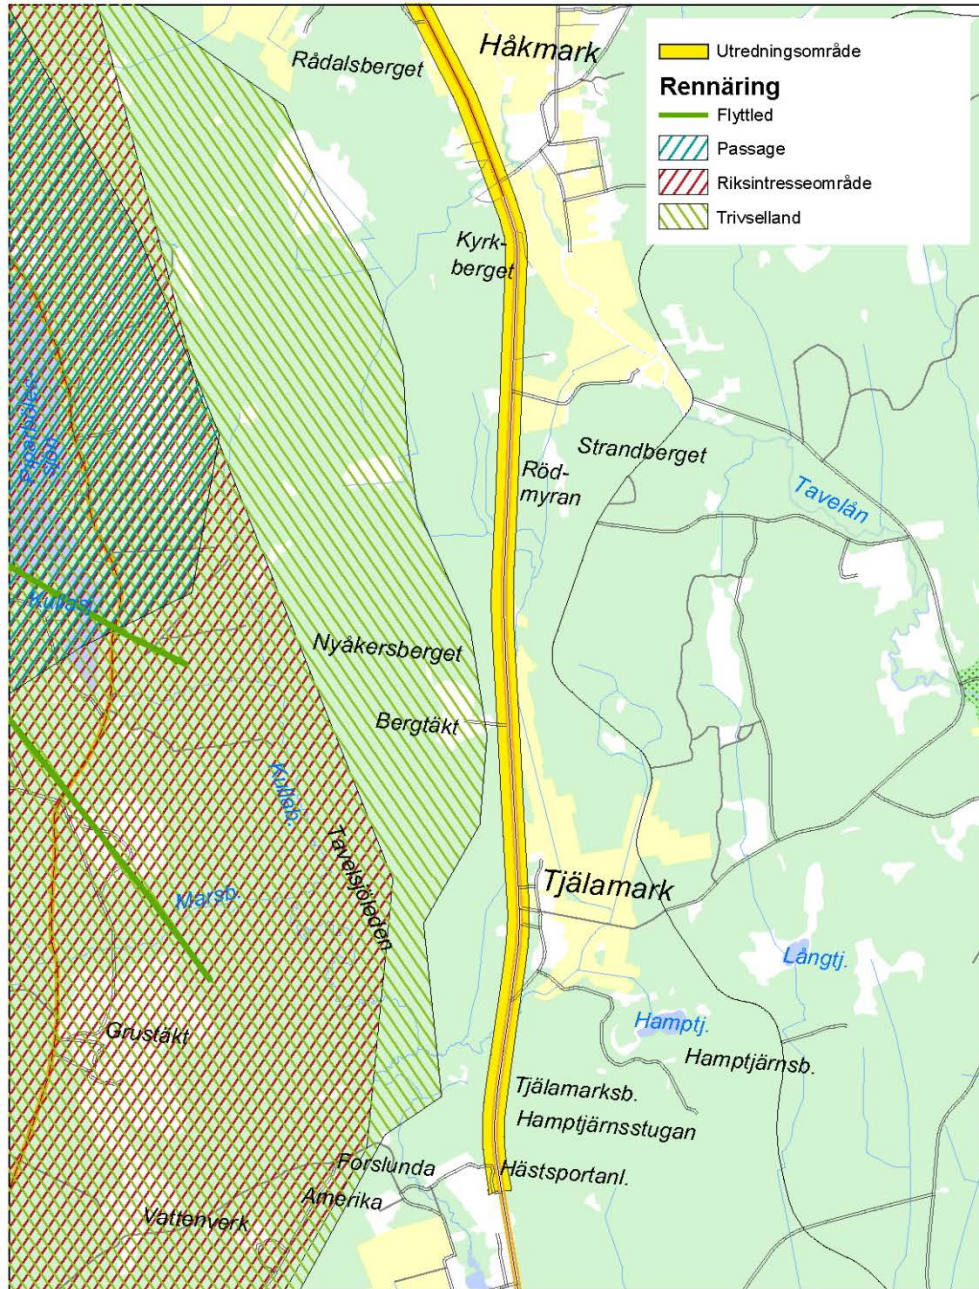 Håkmark
Rådalsberget
Utredningsområde
Rennäring
Flyttled
Passage
Riksintresseområde
Trivselland
Kyrk-
berget
Strandberget
Röd-
myran
Tavelån
Nyåkersberget
Bergtäkt
Kullab.
Tavelsjöleden
Tjälamark
Marsb.
Långtj.
Hamptj.
Grustäkt
Hamptjärnsb.
Tjälamarksb.
Hamptjärnsstugan
Forslunda
Hästsportanl.
Amerika
Vattenverk